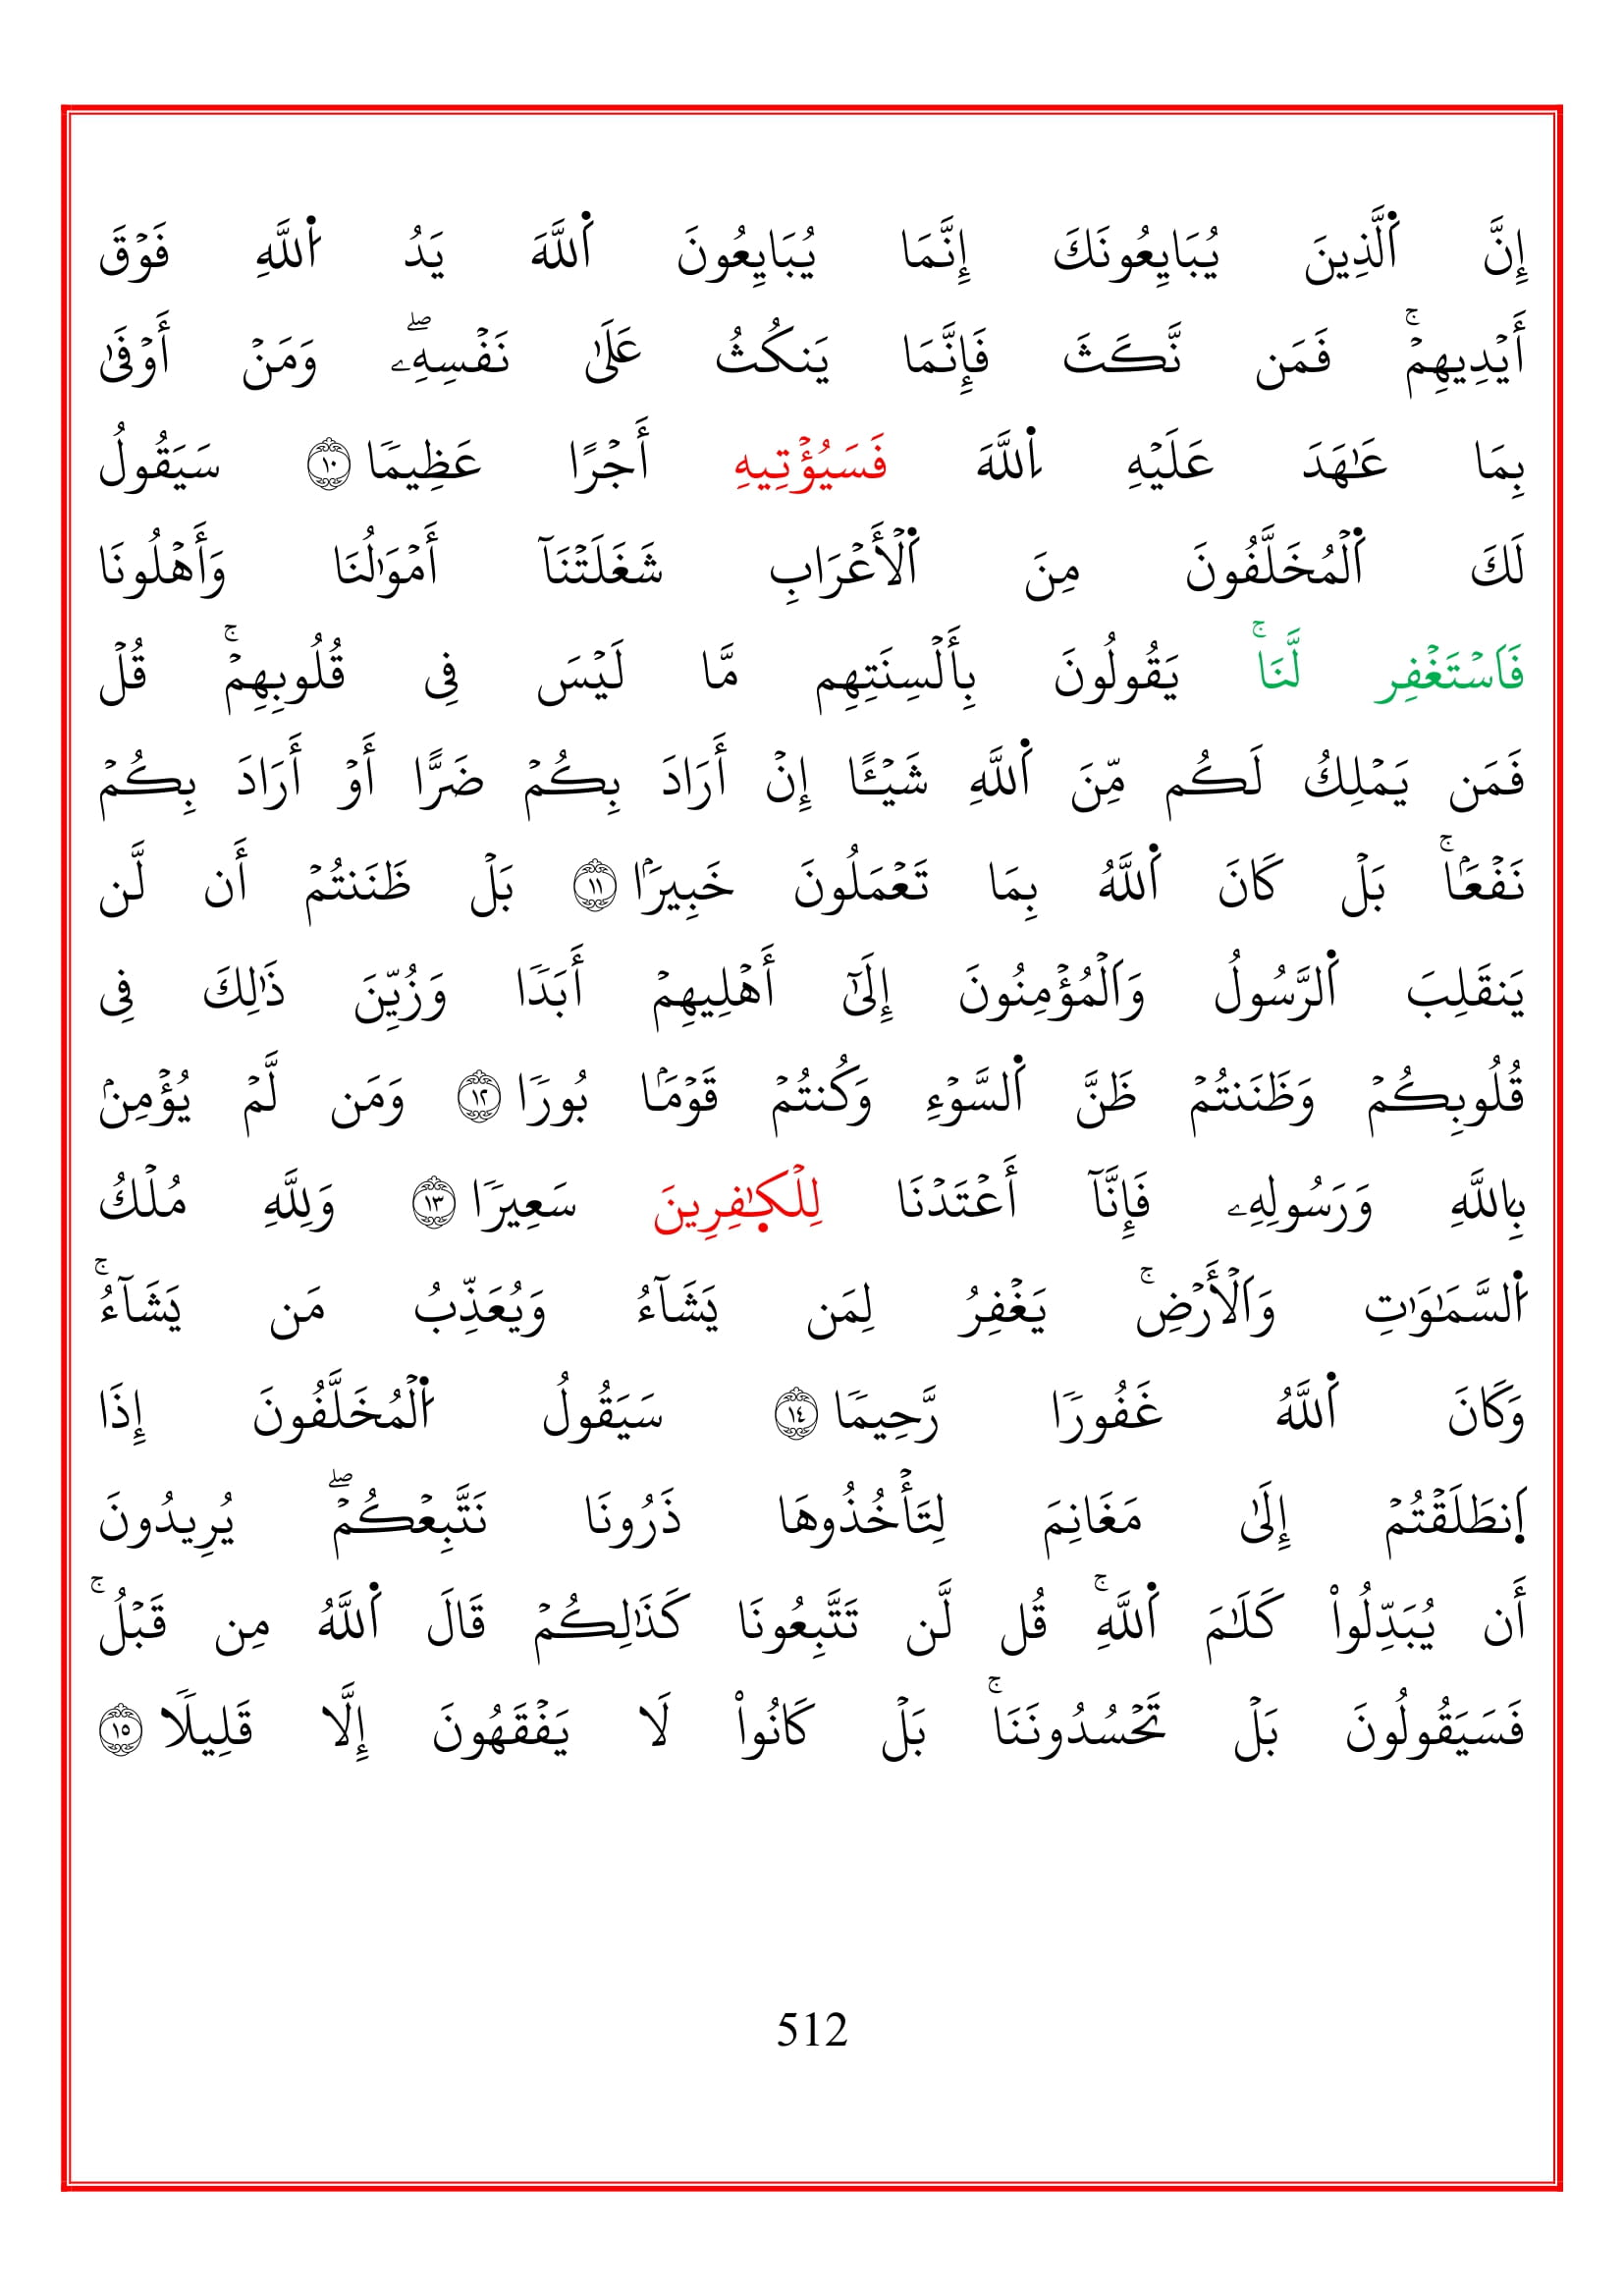 إِنَّ ٱلَّذِينَ يُبَايِعُونَكَ إِنَّمَا يُبَايِعُونَ ٱللَّهَ يَدُ ٱللَّهِ فَوۡقَ
أَيۡدِيهِمۡۚ فَمَن نَّكَثَ فَإِنَّمَا يَنكُثُ عَلَىٰ نَفۡسِهِۦۖ وَمَنۡ أَوۡفَىٰ
بِمَا عَٰهَدَ عَلَيۡهِ ٱللَّهَ فَسَيُؤۡتِيهِ أَجۡرًا عَظِيمٗا ١٠ سَيَقُولُ
لَكَ ٱلۡمُخَلَّفُونَ مِنَ ٱلۡأَعۡرَابِ شَغَلَتۡنَآ أَمۡوَٰلُنَا وَأَهۡلُونَا
فَٱسۡتَغۡفِر لَّنَاۚ يَقُولُونَ بِأَلۡسِنَتِهِم مَّا لَيۡسَ فِي قُلُوبِهِمۡۚ قُلۡ
فَمَن يَمۡلِكُ لَكُم مِّنَ ٱللَّهِ شَيۡـًٔا إِنۡ أَرَادَ بِكُمۡ ضَرًّا أَوۡ أَرَادَ بِكُمۡ
نَفۡعَۢاۚ بَلۡ كَانَ ٱللَّهُ بِمَا تَعۡمَلُونَ خَبِيرَۢا ١١ بَلۡ ظَنَنتُمۡ أَن لَّن
يَنقَلِبَ ٱلرَّسُولُ وَٱلۡمُؤۡمِنُونَ إِلَىٰٓ أَهۡلِيهِمۡ أَبَدٗا وَزُيِّنَ ذَٰلِكَ فِي
قُلُوبِكُمۡ وَظَنَنتُمۡ ظَنَّ ٱلسَّوۡءِ وَكُنتُمۡ قَوۡمَۢا بُورٗا ١٢ وَمَن لَّمۡ يُؤۡمِنۢ
بِٱللَّهِ وَرَسُولِهِۦ فَإِنَّآ أَعۡتَدۡنَا لِلۡكَٰفِرِينَ سَعِيرٗا ١٣ وَلِلَّهِ مُلۡكُ
ٱلسَّمَٰوَٰتِ وَٱلۡأَرۡضِۚ يَغۡفِرُ لِمَن يَشَآءُ وَيُعَذِّبُ مَن يَشَآءُۚ
وَكَانَ ٱللَّهُ غَفُورٗا رَّحِيمٗا ١٤ سَيَقُولُ ٱلۡمُخَلَّفُونَ إِذَا
ٱنطَلَقۡتُمۡ إِلَىٰ مَغَانِمَ لِتَأۡخُذُوهَا ذَرُونَا نَتَّبِعۡكُمۡۖ يُرِيدُونَ
أَن يُبَدِّلُواْ كَلَٰمَ ٱللَّهِۚ قُل لَّن تَتَّبِعُونَا كَذَٰلِكُمۡ قَالَ ٱللَّهُ مِن قَبۡلُۚ
فَسَيَقُولُونَ بَلۡ تَحۡسُدُونَنَاۚ بَلۡ كَانُواْ لَا يَفۡقَهُونَ إِلَّا قَلِيلٗا ١٥
512